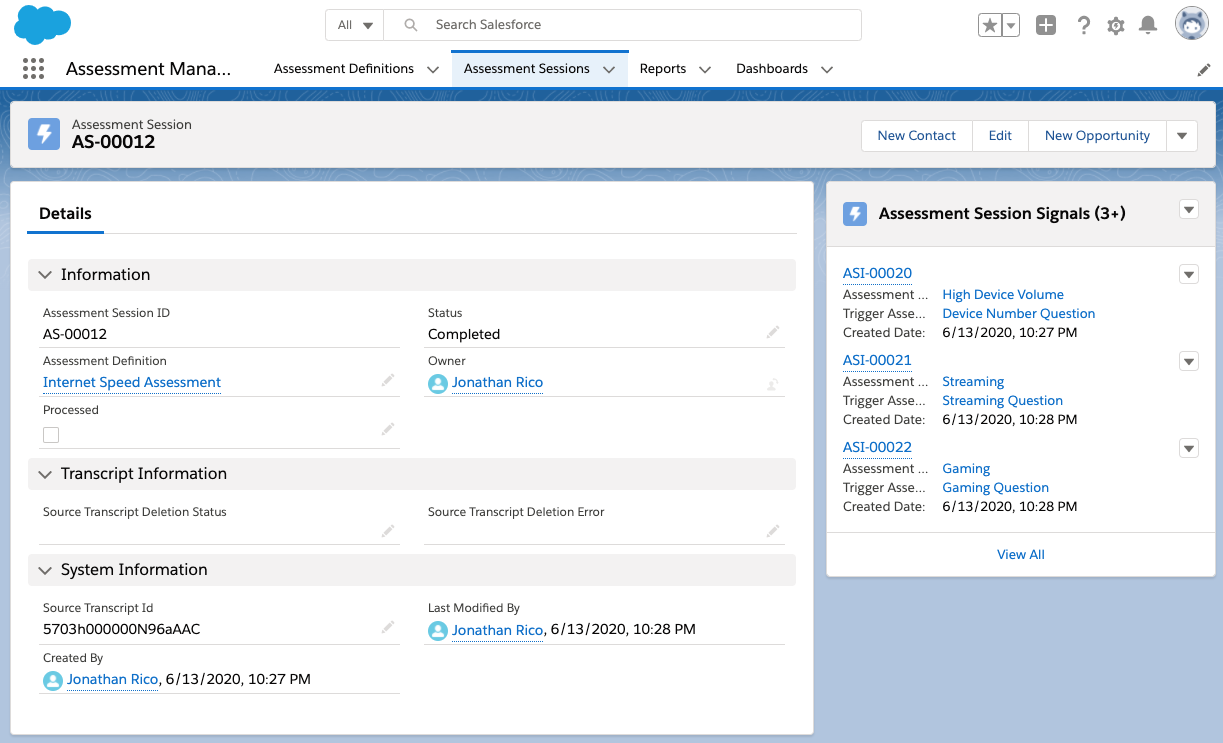 All
Search Salesforce
Assessment Mana...
Assessment Definitions
Assessment Sessions
Reports
Dashboards
Assessment Session
AS-00012
New Contact
Edit
New Opportunity
Details
Information
Assessment Session ID
AS-00012
Status
Completed
Assessment Definition
Internet Speed Assessment
Owner
Jonathan Rico
Processed
Transcript Information
Source Transcript Deletion Status
Source Transcript Deletion Error
System Information
Source Transcript Id
5703h000000N96aAAC
Last Modified By
Jonathan Rico, 6/13/2020, 10:28 PM
Created By
Jonathan Rico, 6/13/2020, 10:27 PM
Assessment Session Signals (3+)
ASI-00020
Assessment ... High Device Volume
Trigger Asse... Device Number Question
Created Date: 6/13/2020, 10:27 PM
ASI-00021
Assessment ... Streaming
Trigger Asse... Streaming Question
Created Date: 6/13/2020, 10:28 PM
ASI-00022
Assessment ... Gaming
Trigger Asse... Gaming Question
Created Date: 6/13/2020, 10:28 PM
View All